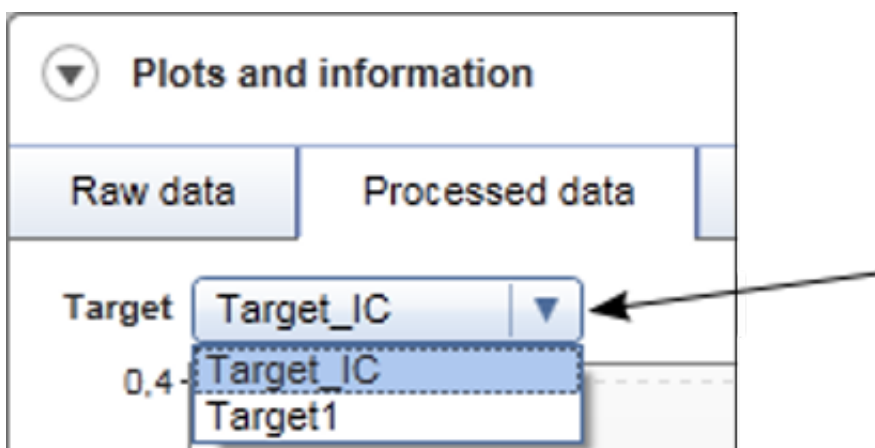 Plots and information
Raw data Processed data
Target Target_IC
0,4 Target_IC
Target1